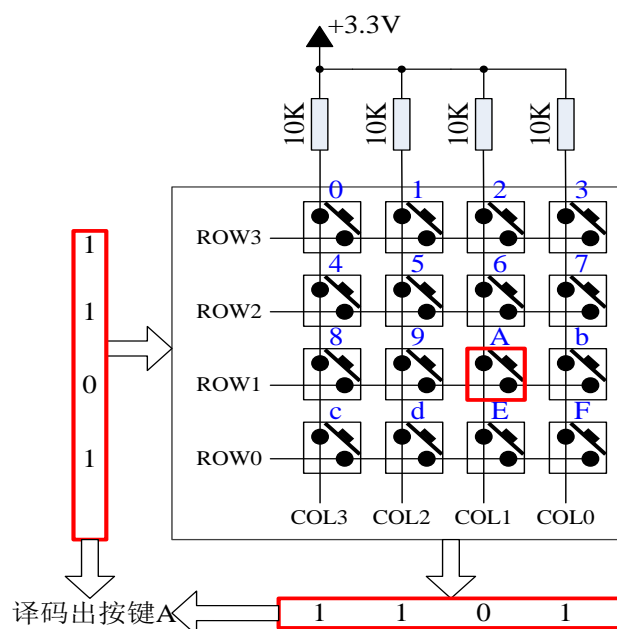 +3.3V
10K 10K 10K 10K
0 1 2 3
1
ROW3
4 5 6 7
1
ROW2
8 9 A b
0
ROW1
c d E F
1
ROW0
COL3 COL2 COL1 COL0
译码出按键A
1 1 0 1